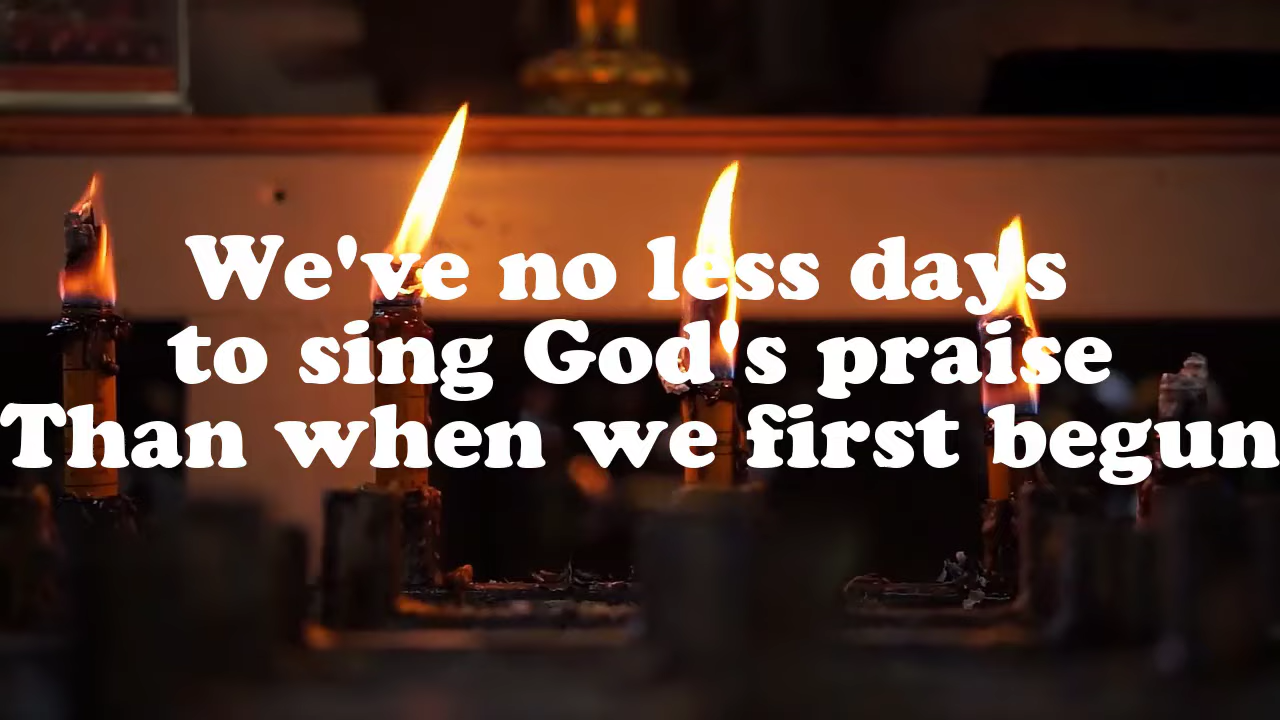 We've no less days
to sing God's praise
Than when we first begun